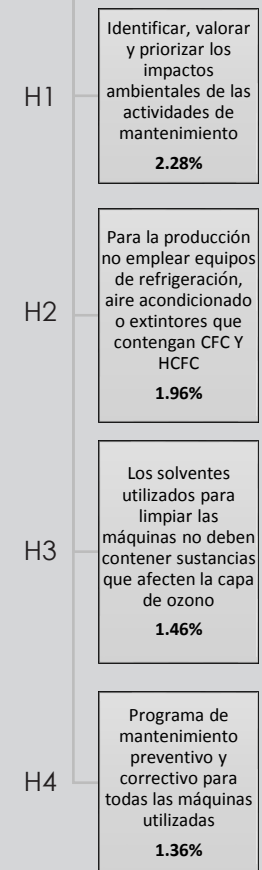 H1
Identificar, valorar
y priorizar los
impactos
ambientales de las
actividades de
mantenimiento
2.28%
H2
Para la producción
no emplear equipos
de refrigeración,
aire acondicionado
o extintores que
contengan CFC Y
HCFC
1.96%
H3
Los solventes
utilizados para
limpiar las
máquinas no deben
contener sustancias
que afecten la capa
de ozono
1.46%
H4
Programa de
mantenimiento
preventivo y
correctivo para
todas las máquinas
utilizadas
1.36%